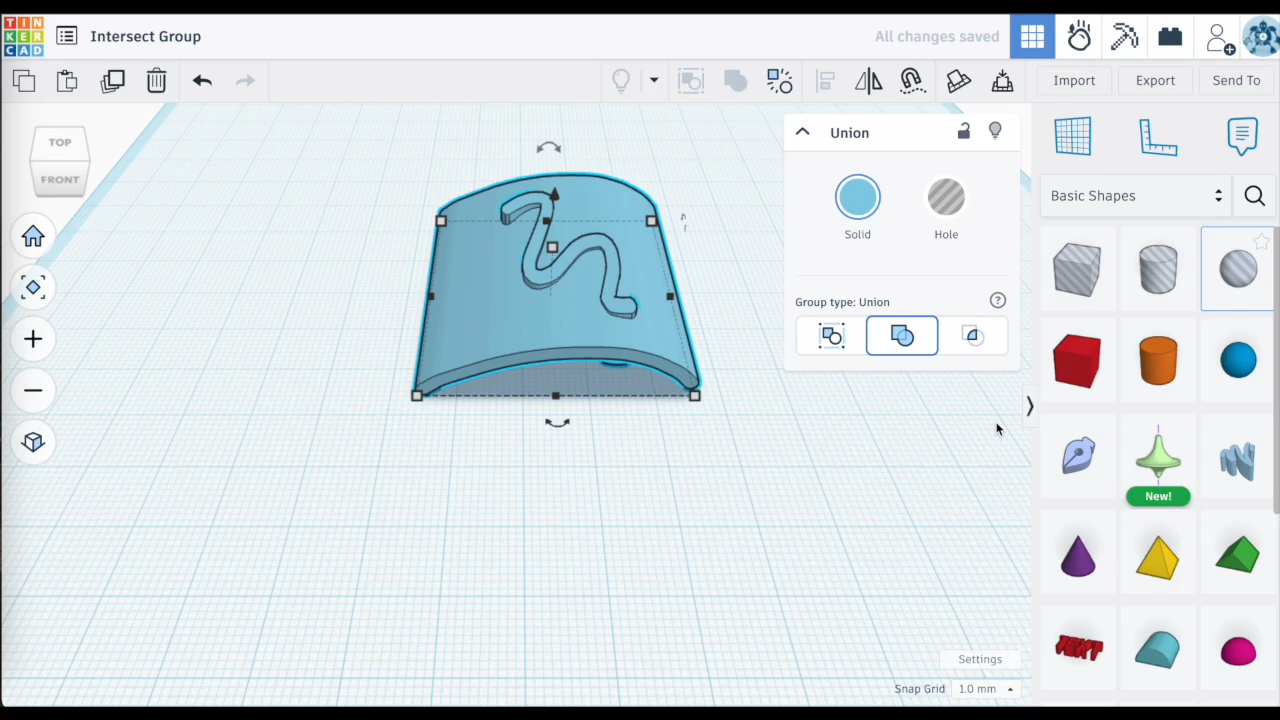 TIN
KER
CAD
Intersect Group
All changes saved
Import
Export
Send To
TOP
FRONT
Union
Solid
Hole
Group type: Union
?
Basic Shapes
New!
TEXT
Settings
Snap Grid 1.0 mm